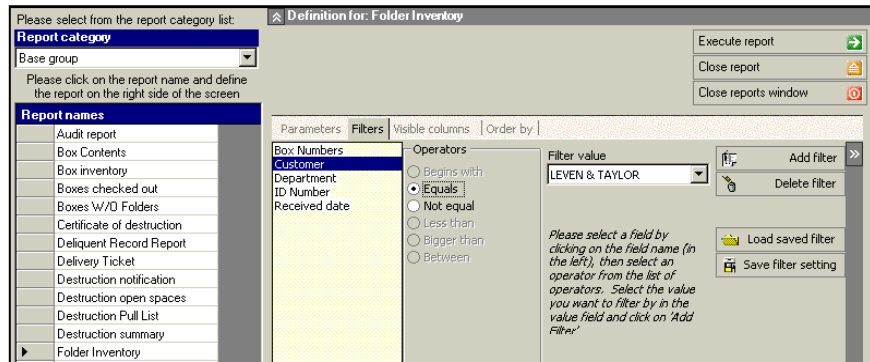 Please select from the report category list:
Report category
Base group
Please click on the report name and define
the report on the right side of the screen
Report names
Audit report
Box Contents
Box inventory
Boxes checked out
Boxes W/O Folders
Certificate of destruction
Deliquent Record Report
Delivery Ticket
Destruction notification
Destruction open spaces
Destruction Pull List
Destruction summary
Folder Inventory
Definition for: Folder Inventory
Execute report
Close report
Close reports window
Parameters
Filters
Visible columns
Order by
Box Numbers
Customer
Department
ID Number
Received date
Operators
Begins with
Equals
Not equal
Less than
Bigger than
Between
Filter value
LEVEN & TAYLOR
Please select a field by
clicking on the field name (in
the left), then select an
operator from the list of
operators. Select the value
you want to filter by in the
value field and click on 'Add
Filter'
Add filter
Delete filter
Load saved filter
Save filter setting